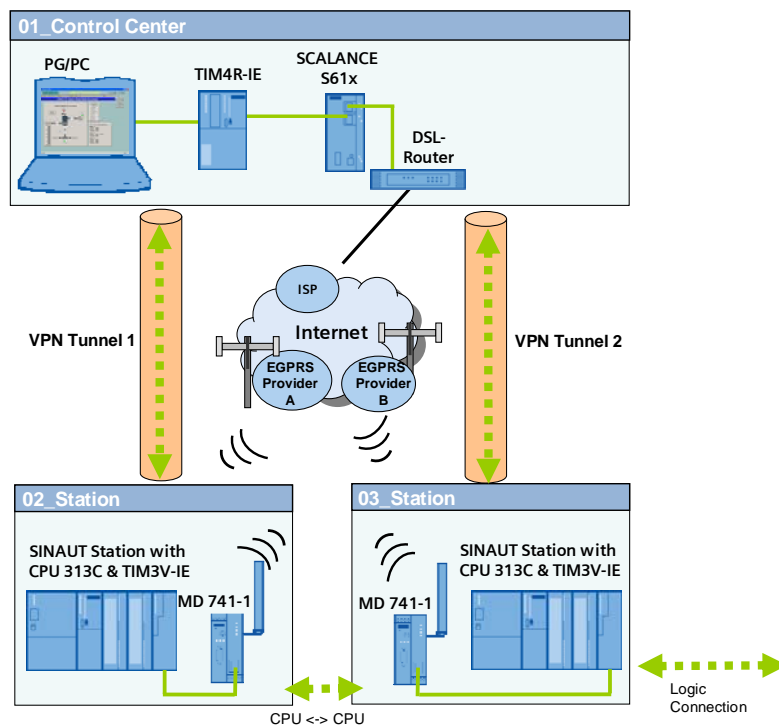 01_Control Center
PG/PC
TIM4R-IE
SCALANCE
S61x
DSL-
Router
ISP
Internet
VPN Tunnel 1
VPN Tunnel 2
EGPRS
Provider
A
EGPRS
Provider
B
02_Station
SINAUT Station with
CPU 313C & TIM3V-IE
MD 741-1
03_Station
SINAUT Station with
CPU 313C & TIM3V-IE
MD 741-1
CPU <-> CPU
Logic
Connection